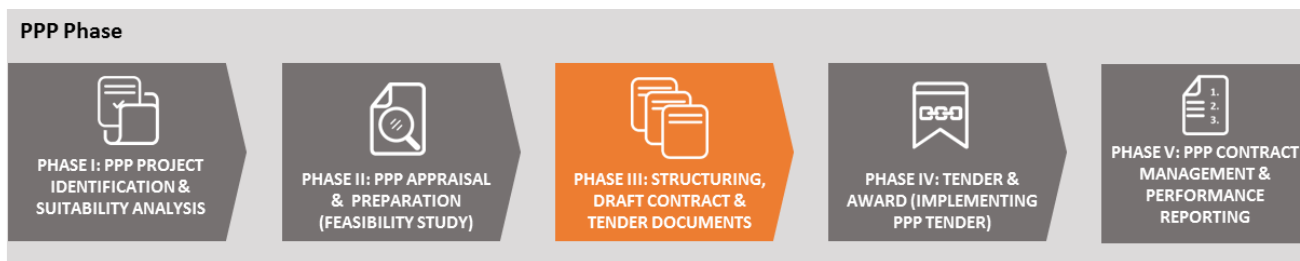 PPP Phase
PHASE I: PPP PROJECT
IDENTIFICATION &
SUITABILITY ANALYSIS
PHASE II: PPP APPRAISAL
& PREPARATION
(FEASIBILITY STUDY)
PHASE III: STRUCTURING,
DRAFT CONTRACT &
TENDER DOCUMENTS
PHASE IV: TENDER &
AWARD (IMPLEMENTING
PPP TENDER)
1.
2.
3.
PHASE V: PPP CONTRACT
MANAGEMENT &
PERFORMANCE
REPORTING